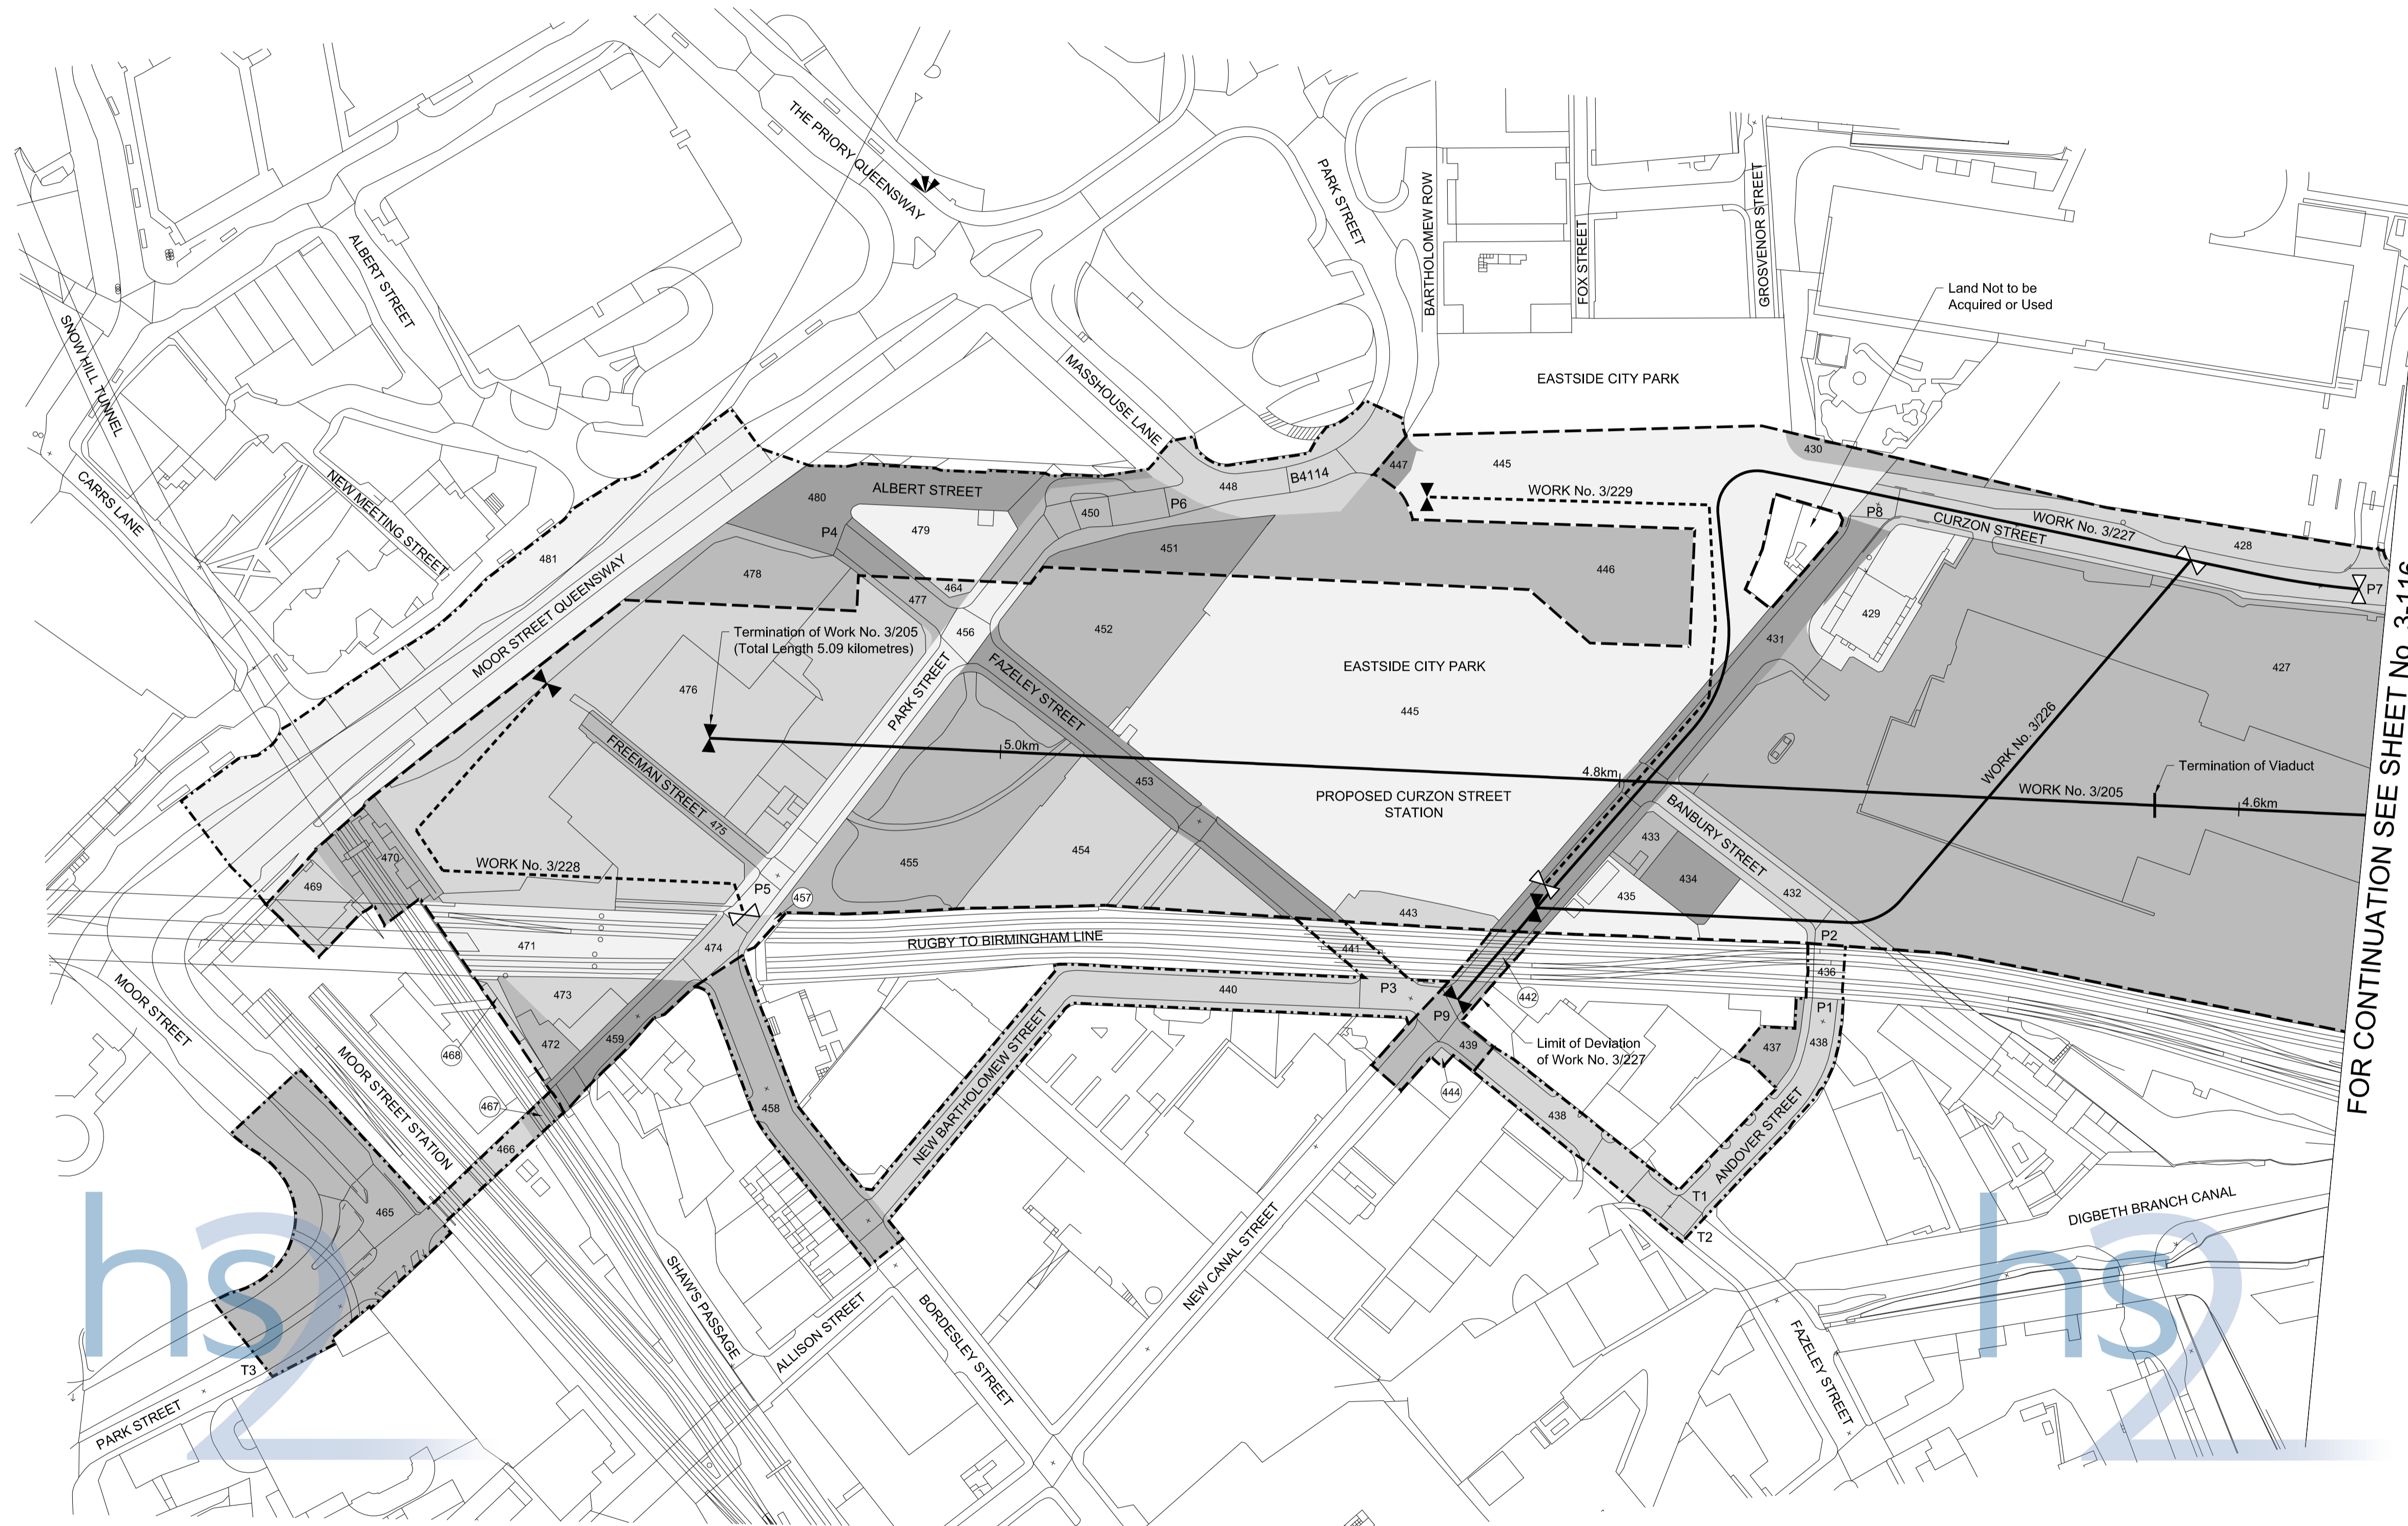 THE PRIORY QUEENSWAY
PARK STREET
BARTHOLOMEW ROW
FOX STREET
GROSVENOR STREET
ALBERT STREET
SNOW HILL TUNNEL
Land Not to be
Acquired or Used
MASSHOUSE LANE
EASTSIDE CITY PARK
CARRS LANE
NEW MEETING STREET
430
447
445
B4114
448
480
ALBERT STREET
WORK No. 3/229
P6
450
P8
CURZON STREET
WORK No. 3/227
428
P4
479
451
481
478
446
P7
464
477
429
MOOR STREET QUEENSWAY
456
452
431
Termination of Work No. 3/205
(Total Length 5.09 kilometres)
FAZELEY STREET
EASTSIDE CITY PARK
427
476
PARK STREET
445
WORK No. 3/226
FREEMAN STREET
475
5.0km
4.8km
453
Termination of Viaduct
PROPOSED CURZON STREET
STATION
WORK No. 3/205
4.6km
BANBURY STREET
433
454
455
470
WORK No. 3/228
434
469
P5
457
435
432
443
RUGBY TO BIRMINGHAM LINE
P2
471
474
441
436
MOOR STREET
473
440
P3
442
P1
P9
459
472
468
439
Limit of Deviation
of Work No. 3/227
437
438
MOOR STREET STATION
NEW BARTHOLOMEW STREET
444
467
458
438
ANDOVER STREET
466
T1
465
T2
DIGBETH BRANCH CANAL
NEW CANAL STREET
SHAW'S PASSAGE
ALLISON STREET
BORDESLEY STREET
FAZELEY STREET
T3
PARK STREET
hs2
hs2
FOR CONTINUATION SEE SHEET No. 3-116